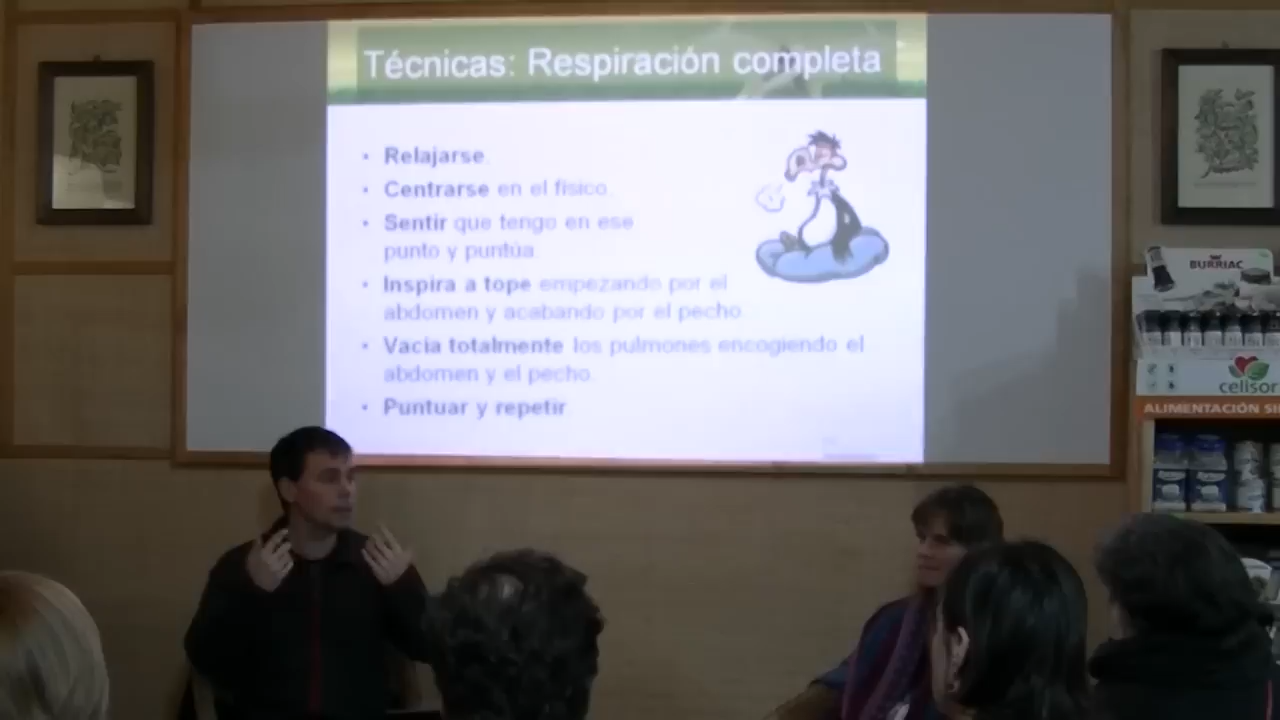 Técnicas: Respiración completa
• Relajarse.
• Centrarse en el físico.
• Sentir que tengo en ese
punto y puntúa
• Inspira a tope empezando por el
abdomen y acabando por el pecho.
• Vacia totalmente los pulmones encogiendo el
abdomen y el pecho.
• Puntuar y repetir
BURRIAC
celisor
ALIMENTACIÓN SI